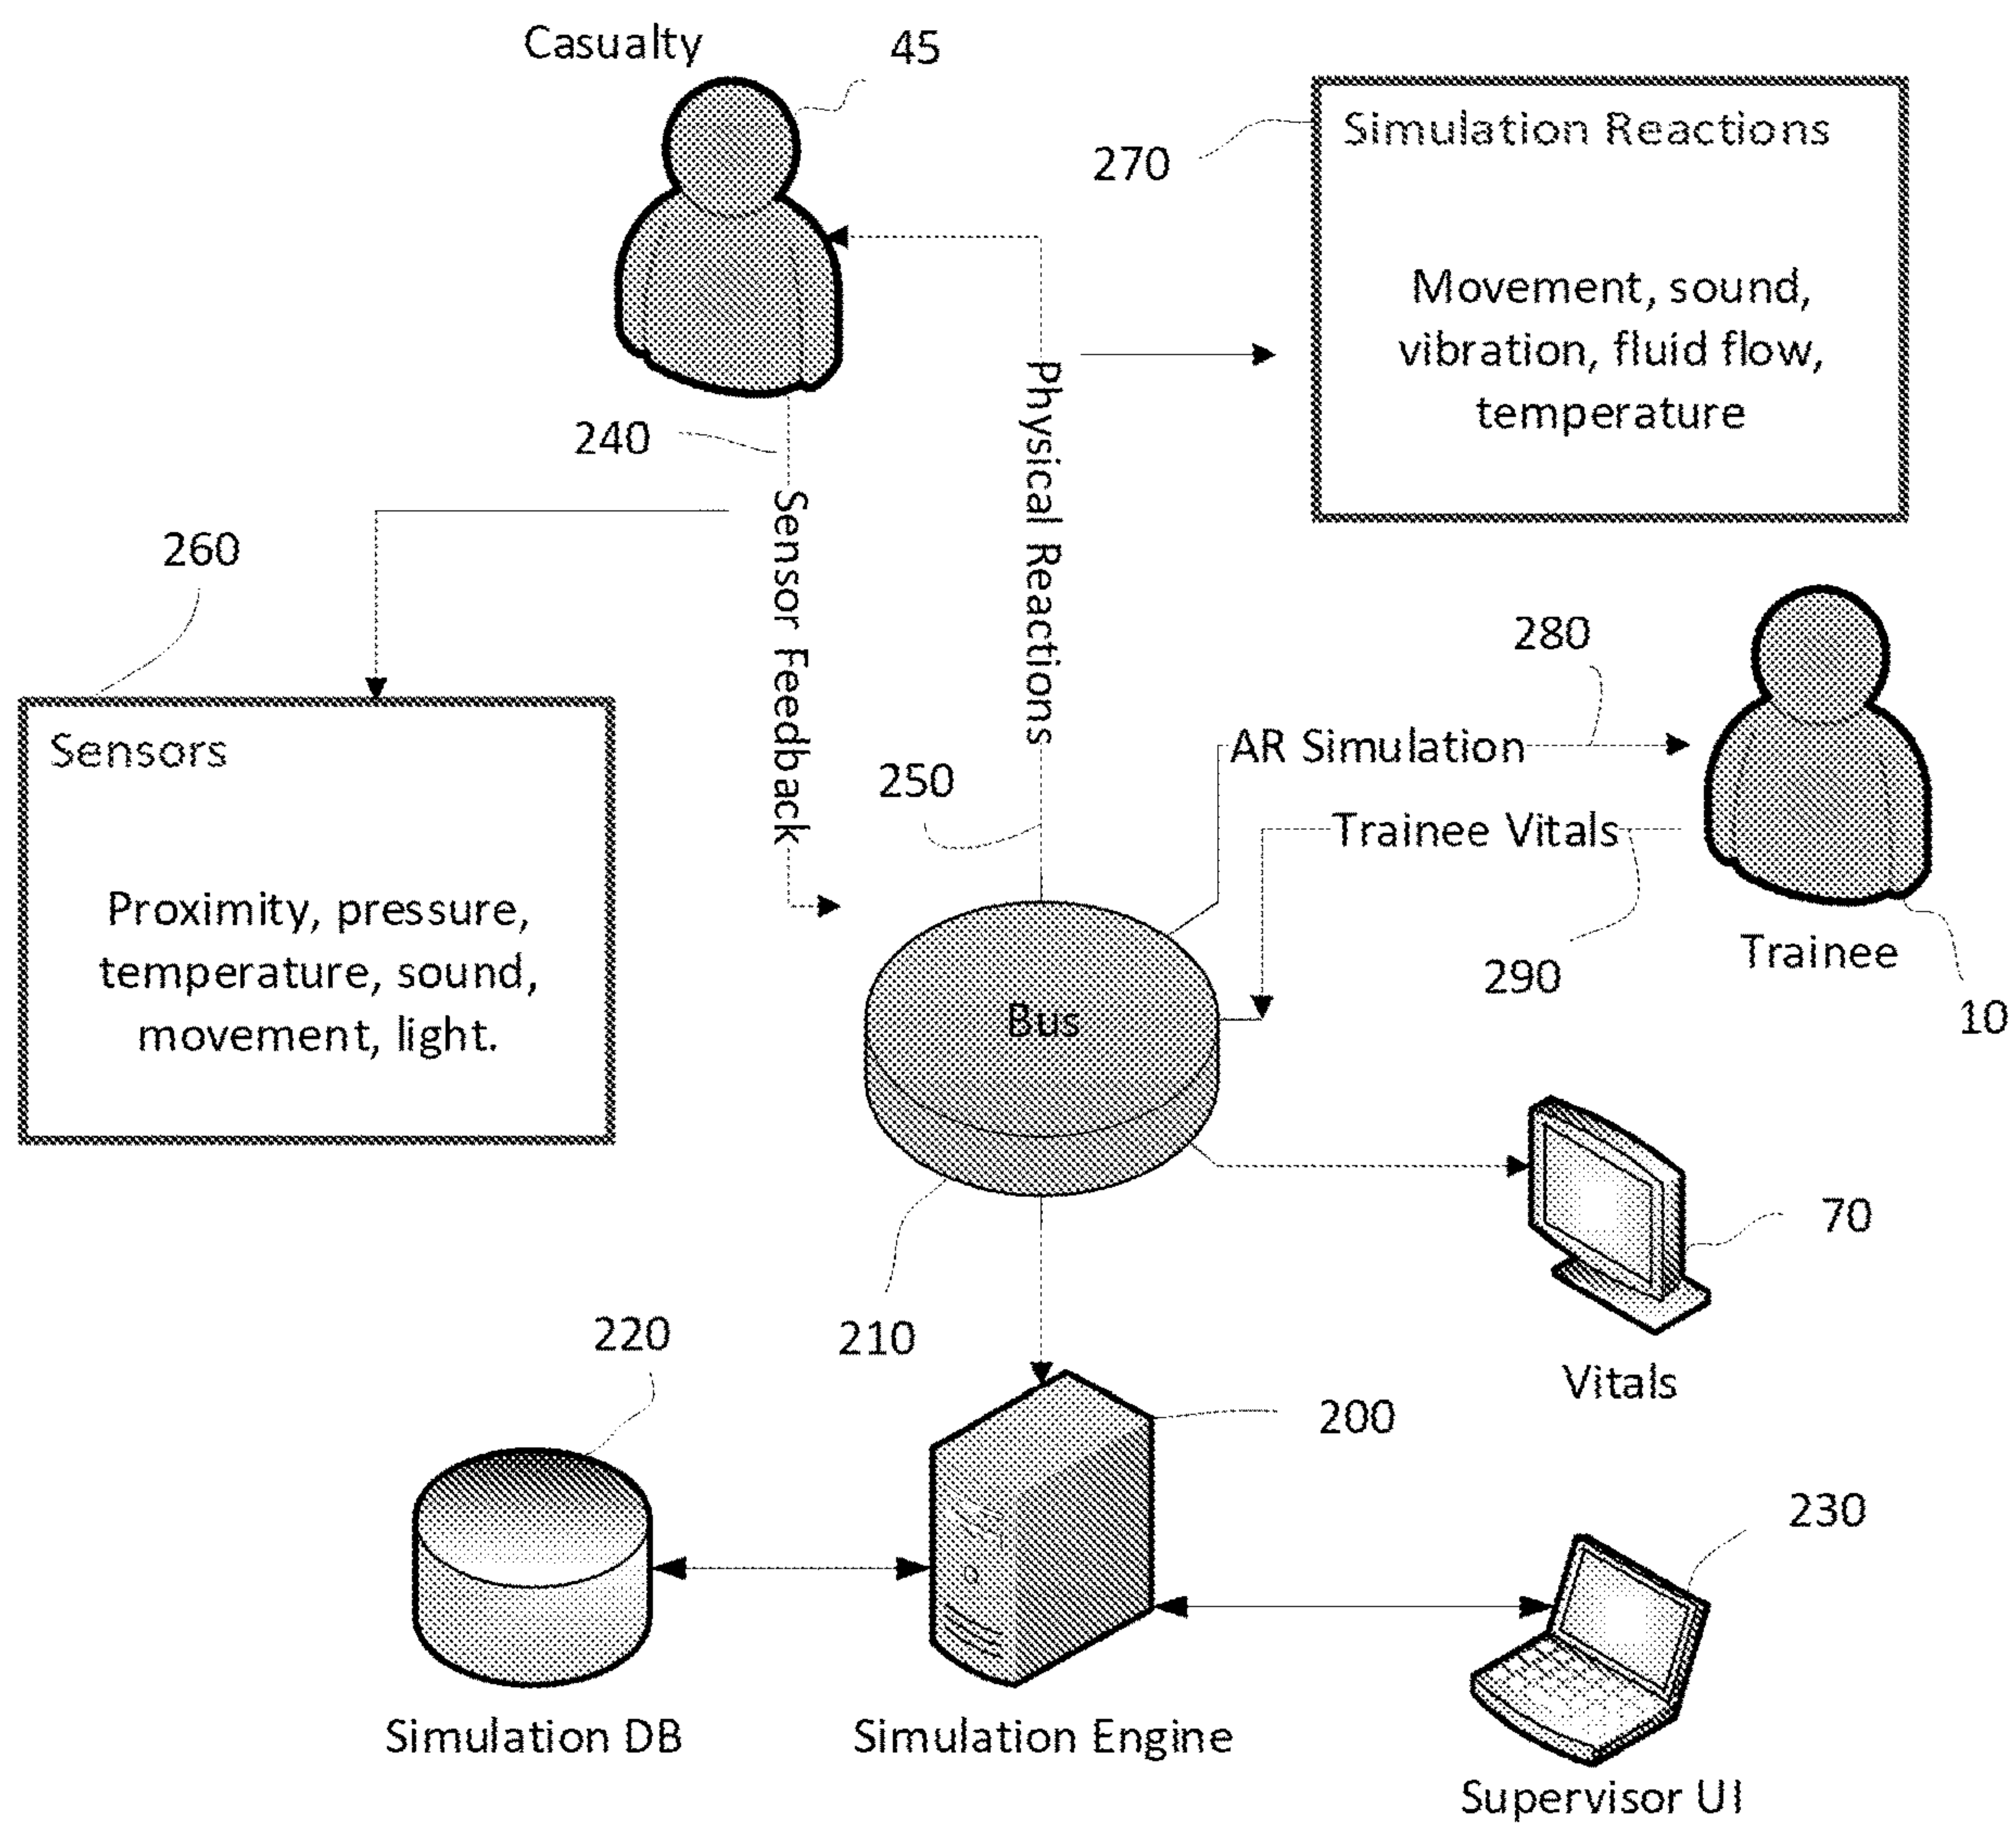 Casualty
45
Simulation Reactions
270
Movement, sound,
vibration, fluid flow,
temperature
240
Physical Reactions
Sensor Feedback
260
280
Sensors
AR Simulation
250
Trainee Vitals
Proximity, pressure,
temperature, sound,
movement, light.
Trainee
290
10
Bus
70
220
210
Vitals
200
230
Simulation DB
Simulation Engine
Supervisor UI